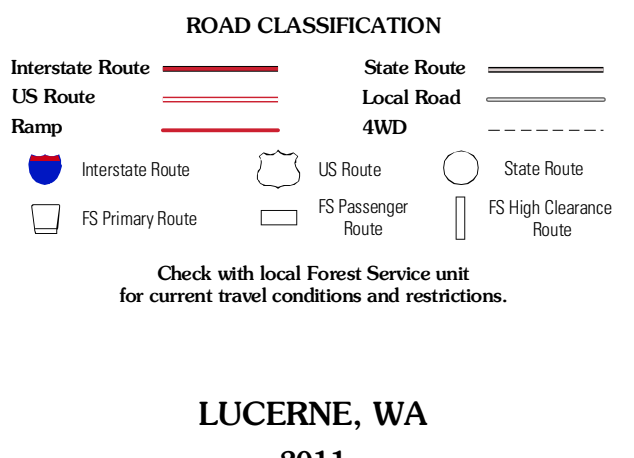 ROAD CLASSIFICATION
Interstate Route State Route
US Route Local Road
Ramp 4WD
Interstate Route US Route State Route
FS Primary Route FS Passenger Route FS High Clearance Route
Check with local Forest Service unit
for current travel conditions and restrictions.
LUCERNE, WA
2011